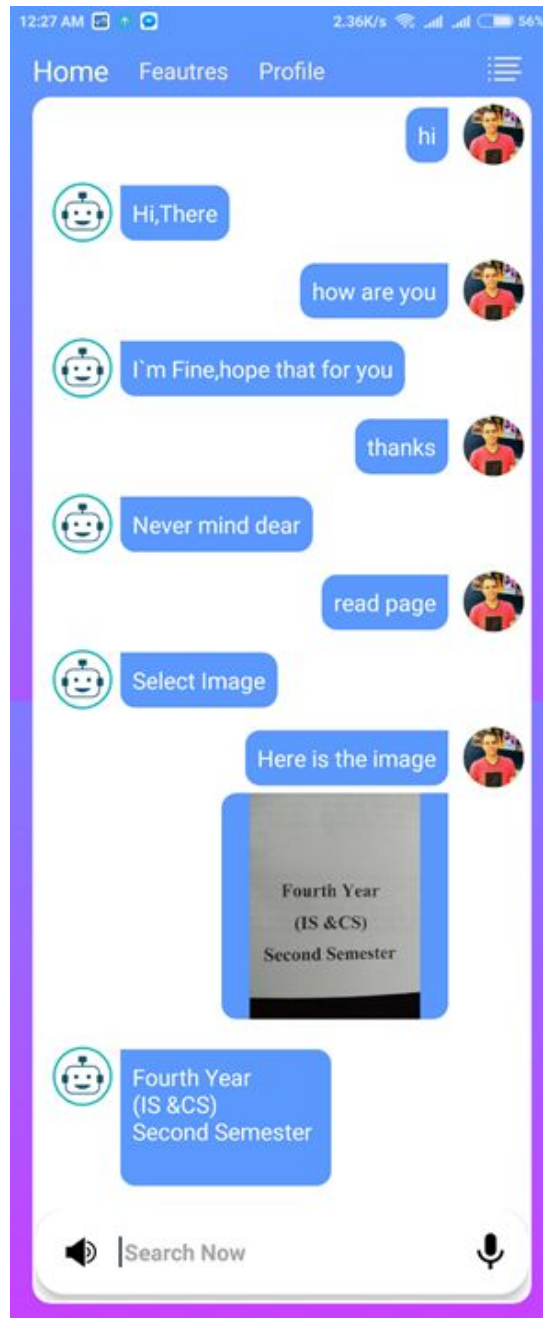 12:27 AM 2.36K/s 56%
Home Feautres Profile
hi
Hi,There
how are you
I`m Fine,hope that for you
thanks
Never mind dear
read page
Select Image
Here is the image
Fourth Year
(IS &CS)
Second Semester
Fourth Year
(IS &CS)
Second Semester
Search Now